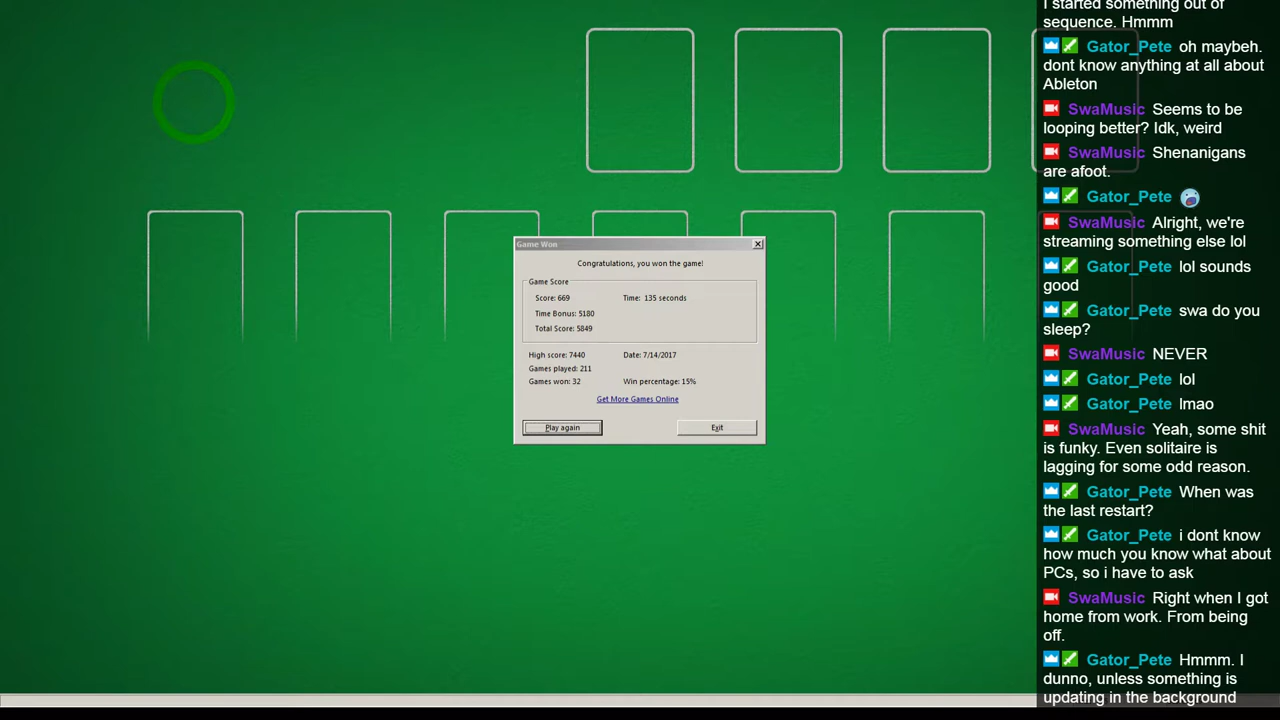 Game Won
Congratulations, you won the game!
Game Score
Score: 669
Time: 135 seconds
Time Bonus: 5180
Total Score: 5849
High score: 7440
Date: 7/14/2017
Games played: 211
Games won: 32
Win percentage: 15%
Get More Games Online
Play again
Exit
I started something out of
sequence. Hmmm
Gator_Pete oh maybeh.
dont know anything at all about
Ableton
SwaMusic Seems to be
looping better? Idk, weird
SwaMusic Shenanigans
are afoot.
Gator_Pete
SwaMusic Alright, we're
streaming something else lol
Gator_Pete lol sounds
good
Gator_Pete swa do you
sleep?
SwaMusic NEVER
Gator_Pete lol
Gator_Pete lmao
SwaMusic Yeah, some shit
is funky. Even solitaire is
lagging for some odd reason.
Gator_Pete When was
the last restart?
Gator_Pete i dont know
how much you know what about
PCs, so i have to ask
SwaMusic Right when I got
home from work. From being
off.
Gator_Pete Hmmm. I
dunno, unless something is
updating in the background